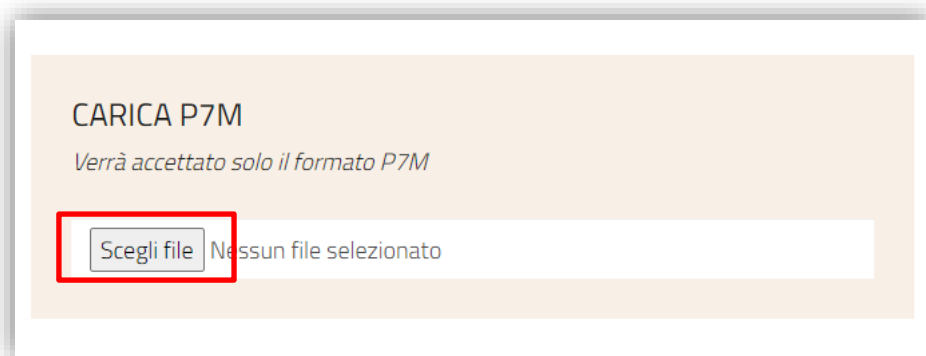 CARICA P7M
Verrà accettato solo il formato P7M
Scegli file Nessun file selezionato